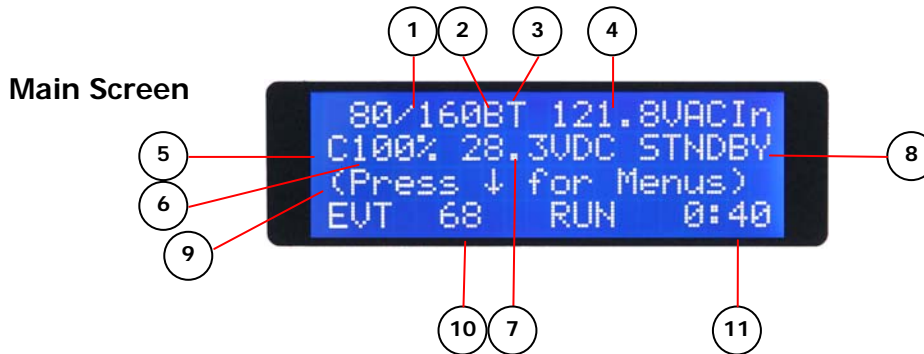 1 2 3 4
Main Screen
80/160BT 121.8VACIn
5 C100% 28.3VDC STNDBY 8
6 (Press ↓ for Menus)
9 EVT 68 RUN 0:40
10 7 11